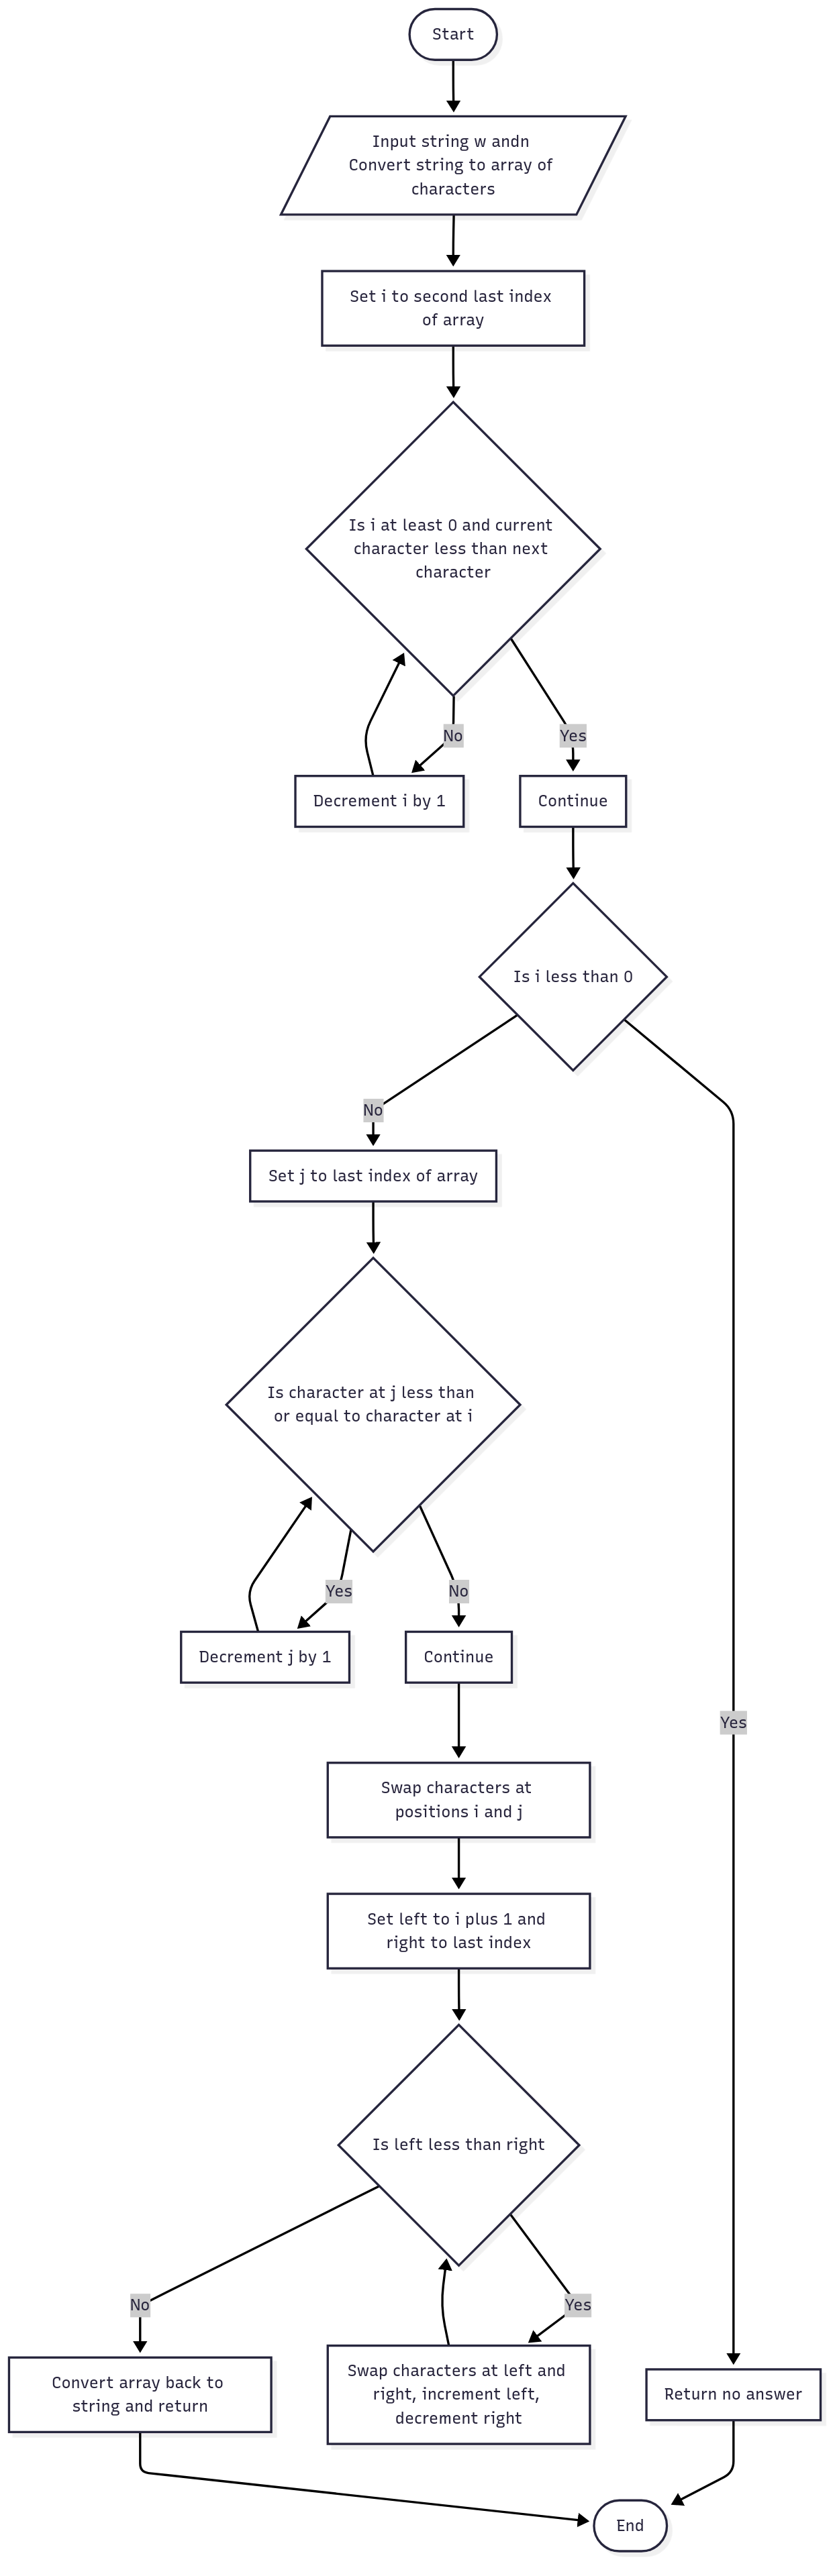 Start
Input string w andn
Convert string to array of
characters
Set i to second last index
of array
Is i at least 0 and current
character less than next
character
No
Yes
Decrement i by 1
Continue
Is i less than 0
No
Set j to last index of array
Is character at j less than
or equal to character at i
Yes
No
Decrement j by 1
Continue
Yes
Swap characters at
positions i and j
Set left to i plus 1 and
right to last index
Is left less than right
No
Yes
Convert array back to
string and return
Swap characters at left and
right, increment left,
decrement right
Return no answer
End